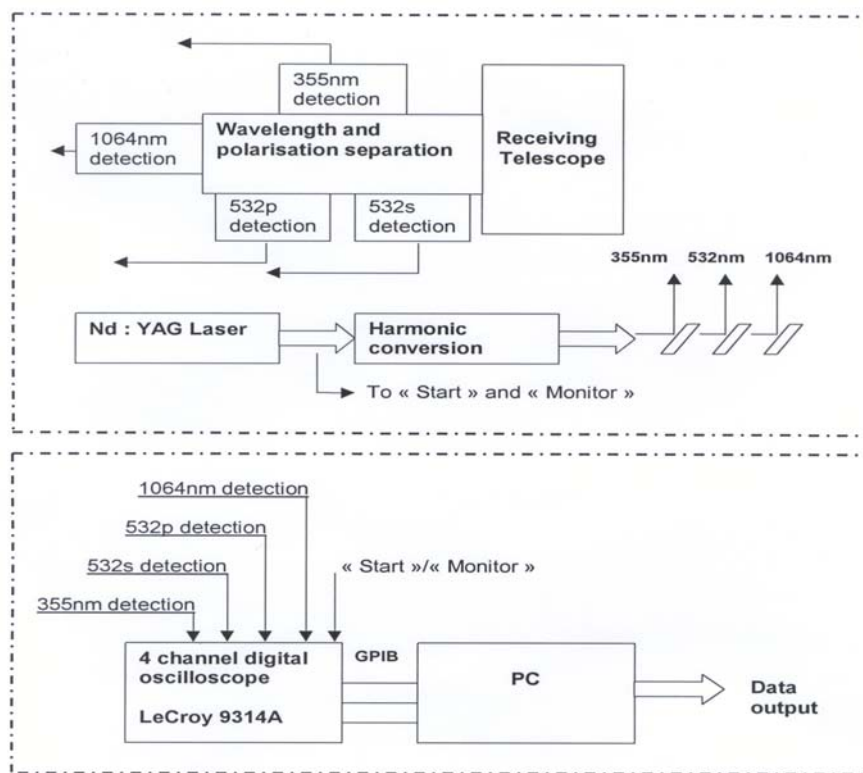 355nm
detection
1064nm
detection
Wavelength and
polarisation separation
Receiving
Telescope
532p
detection
532s
detection
355nm
532nm
1064nm
Nd : YAG Laser
Harmonic
conversion
To « Start » and « Monitor »
1064nm detection
532p detection
532s detection
« Start »/« Monitor »
355nm detection
4 channel digital
oscilloscope
LeCroy 9314A
GPIB
PC
Data
output